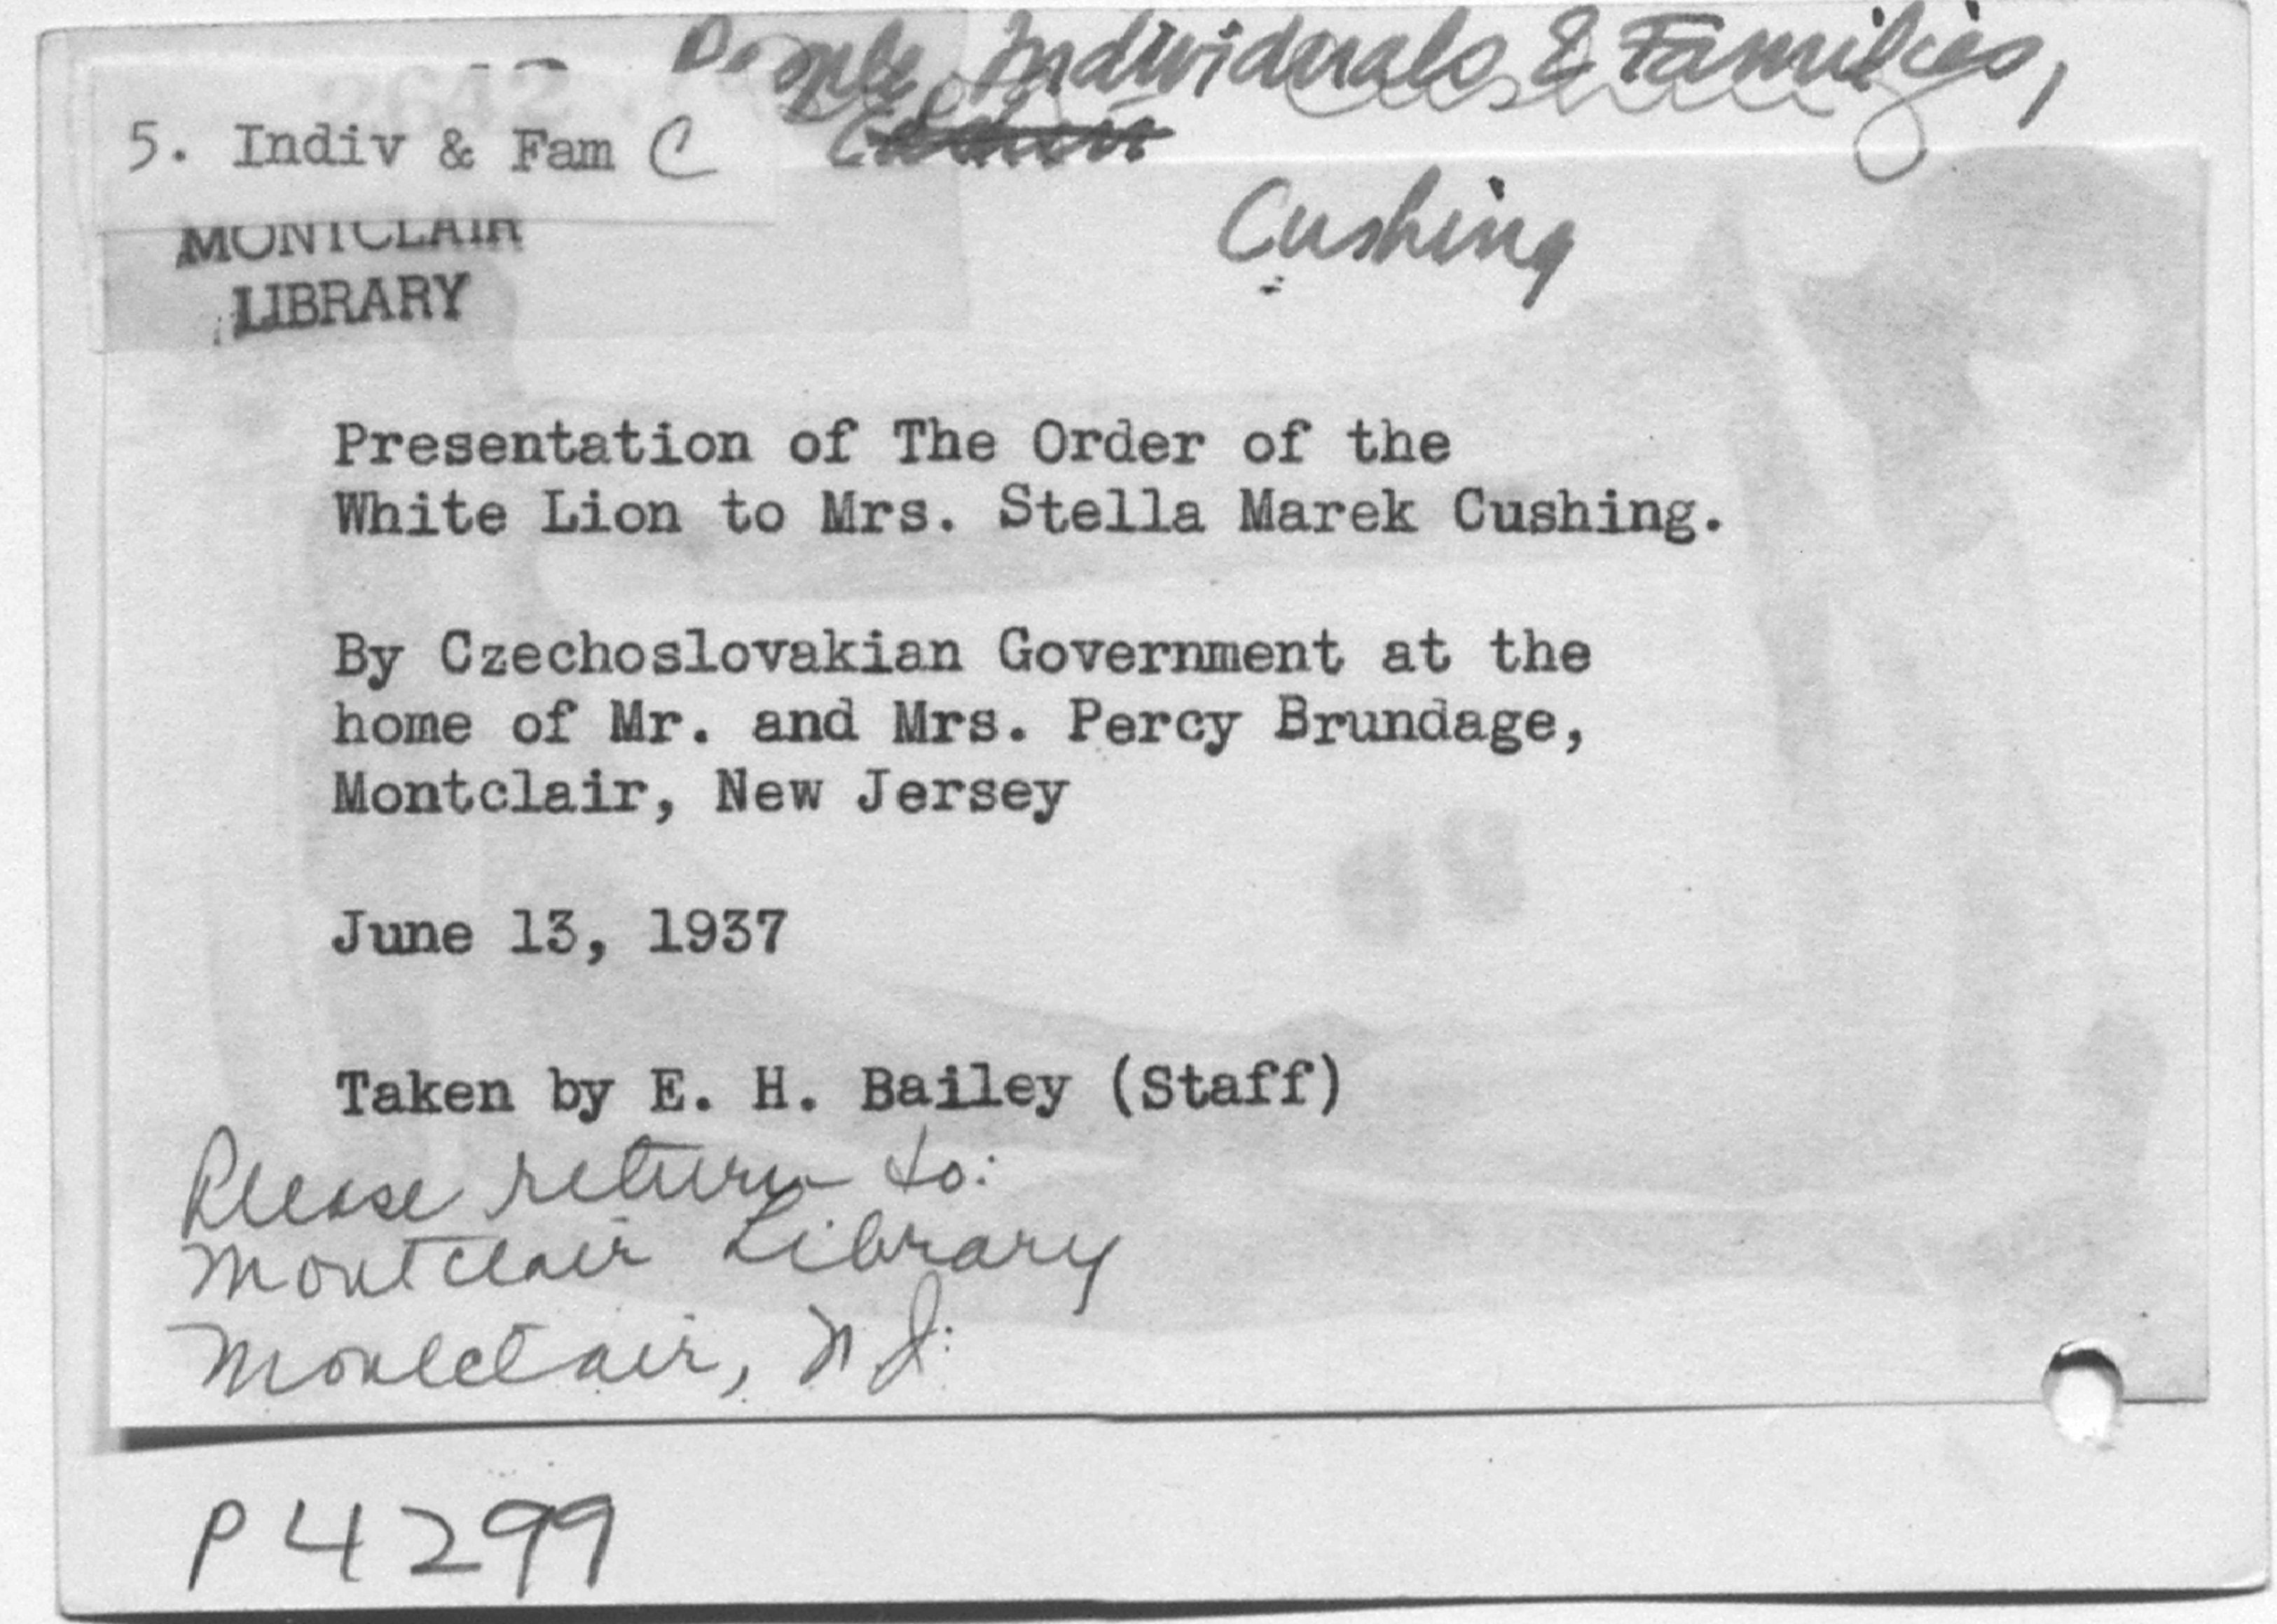 People, Individuals & Families,
5. Indiv & Fam C
Cushing
MONTCLAIR
LIBRARY
Presentation of The Order of the
White Lion to Mrs. Stella Marek Cushing.
By Czechoslovakian Government at the
home of Mr. and Mrs. Percy Brundage,
Montclair, New Jersey
June 13, 1937
Taken by E. H. Bailey (Staff)
Please return to:
Montclair Library
Montclair, N.J.
P4299